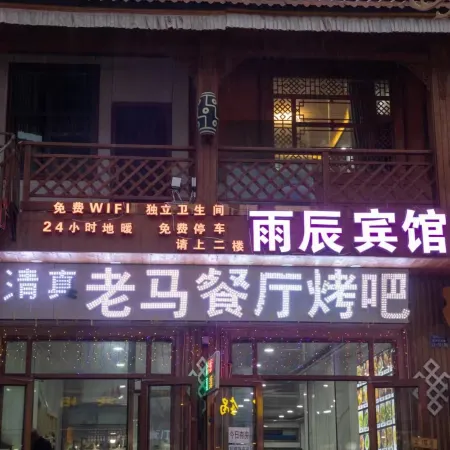 免费WIFI 独立卫生间
24小时地暖 免费停车
请上二楼
雨辰宾馆
清真 老马餐厅烤吧